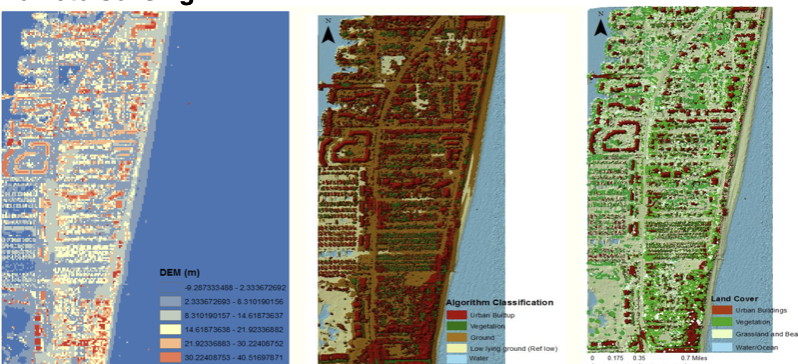 N
N
DEM (m)
-9.287333488 - 2.333672692
2.333672693 - 8.310190156
8.310190157 - 14.61873637
14.61873638 - 21.92336882
21.92336883 - 30.22408752
30.22408753 - 40.51697871
Algorithm Classification
Urban Builtup
Vegetation
Ground
Low lying ground (Ref low)
Water
Land Cover
Urban Buildings
Vegetation
Grassland and Bea
Water/Ocean
0 0.175 0.35 0.7 Miles